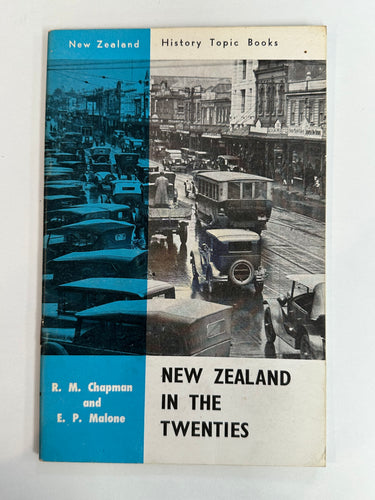 New Zealand History Topic Books
R. M. Chapman
and
E. P. Malone
NEW ZEALAND
IN THE
TWENTIES